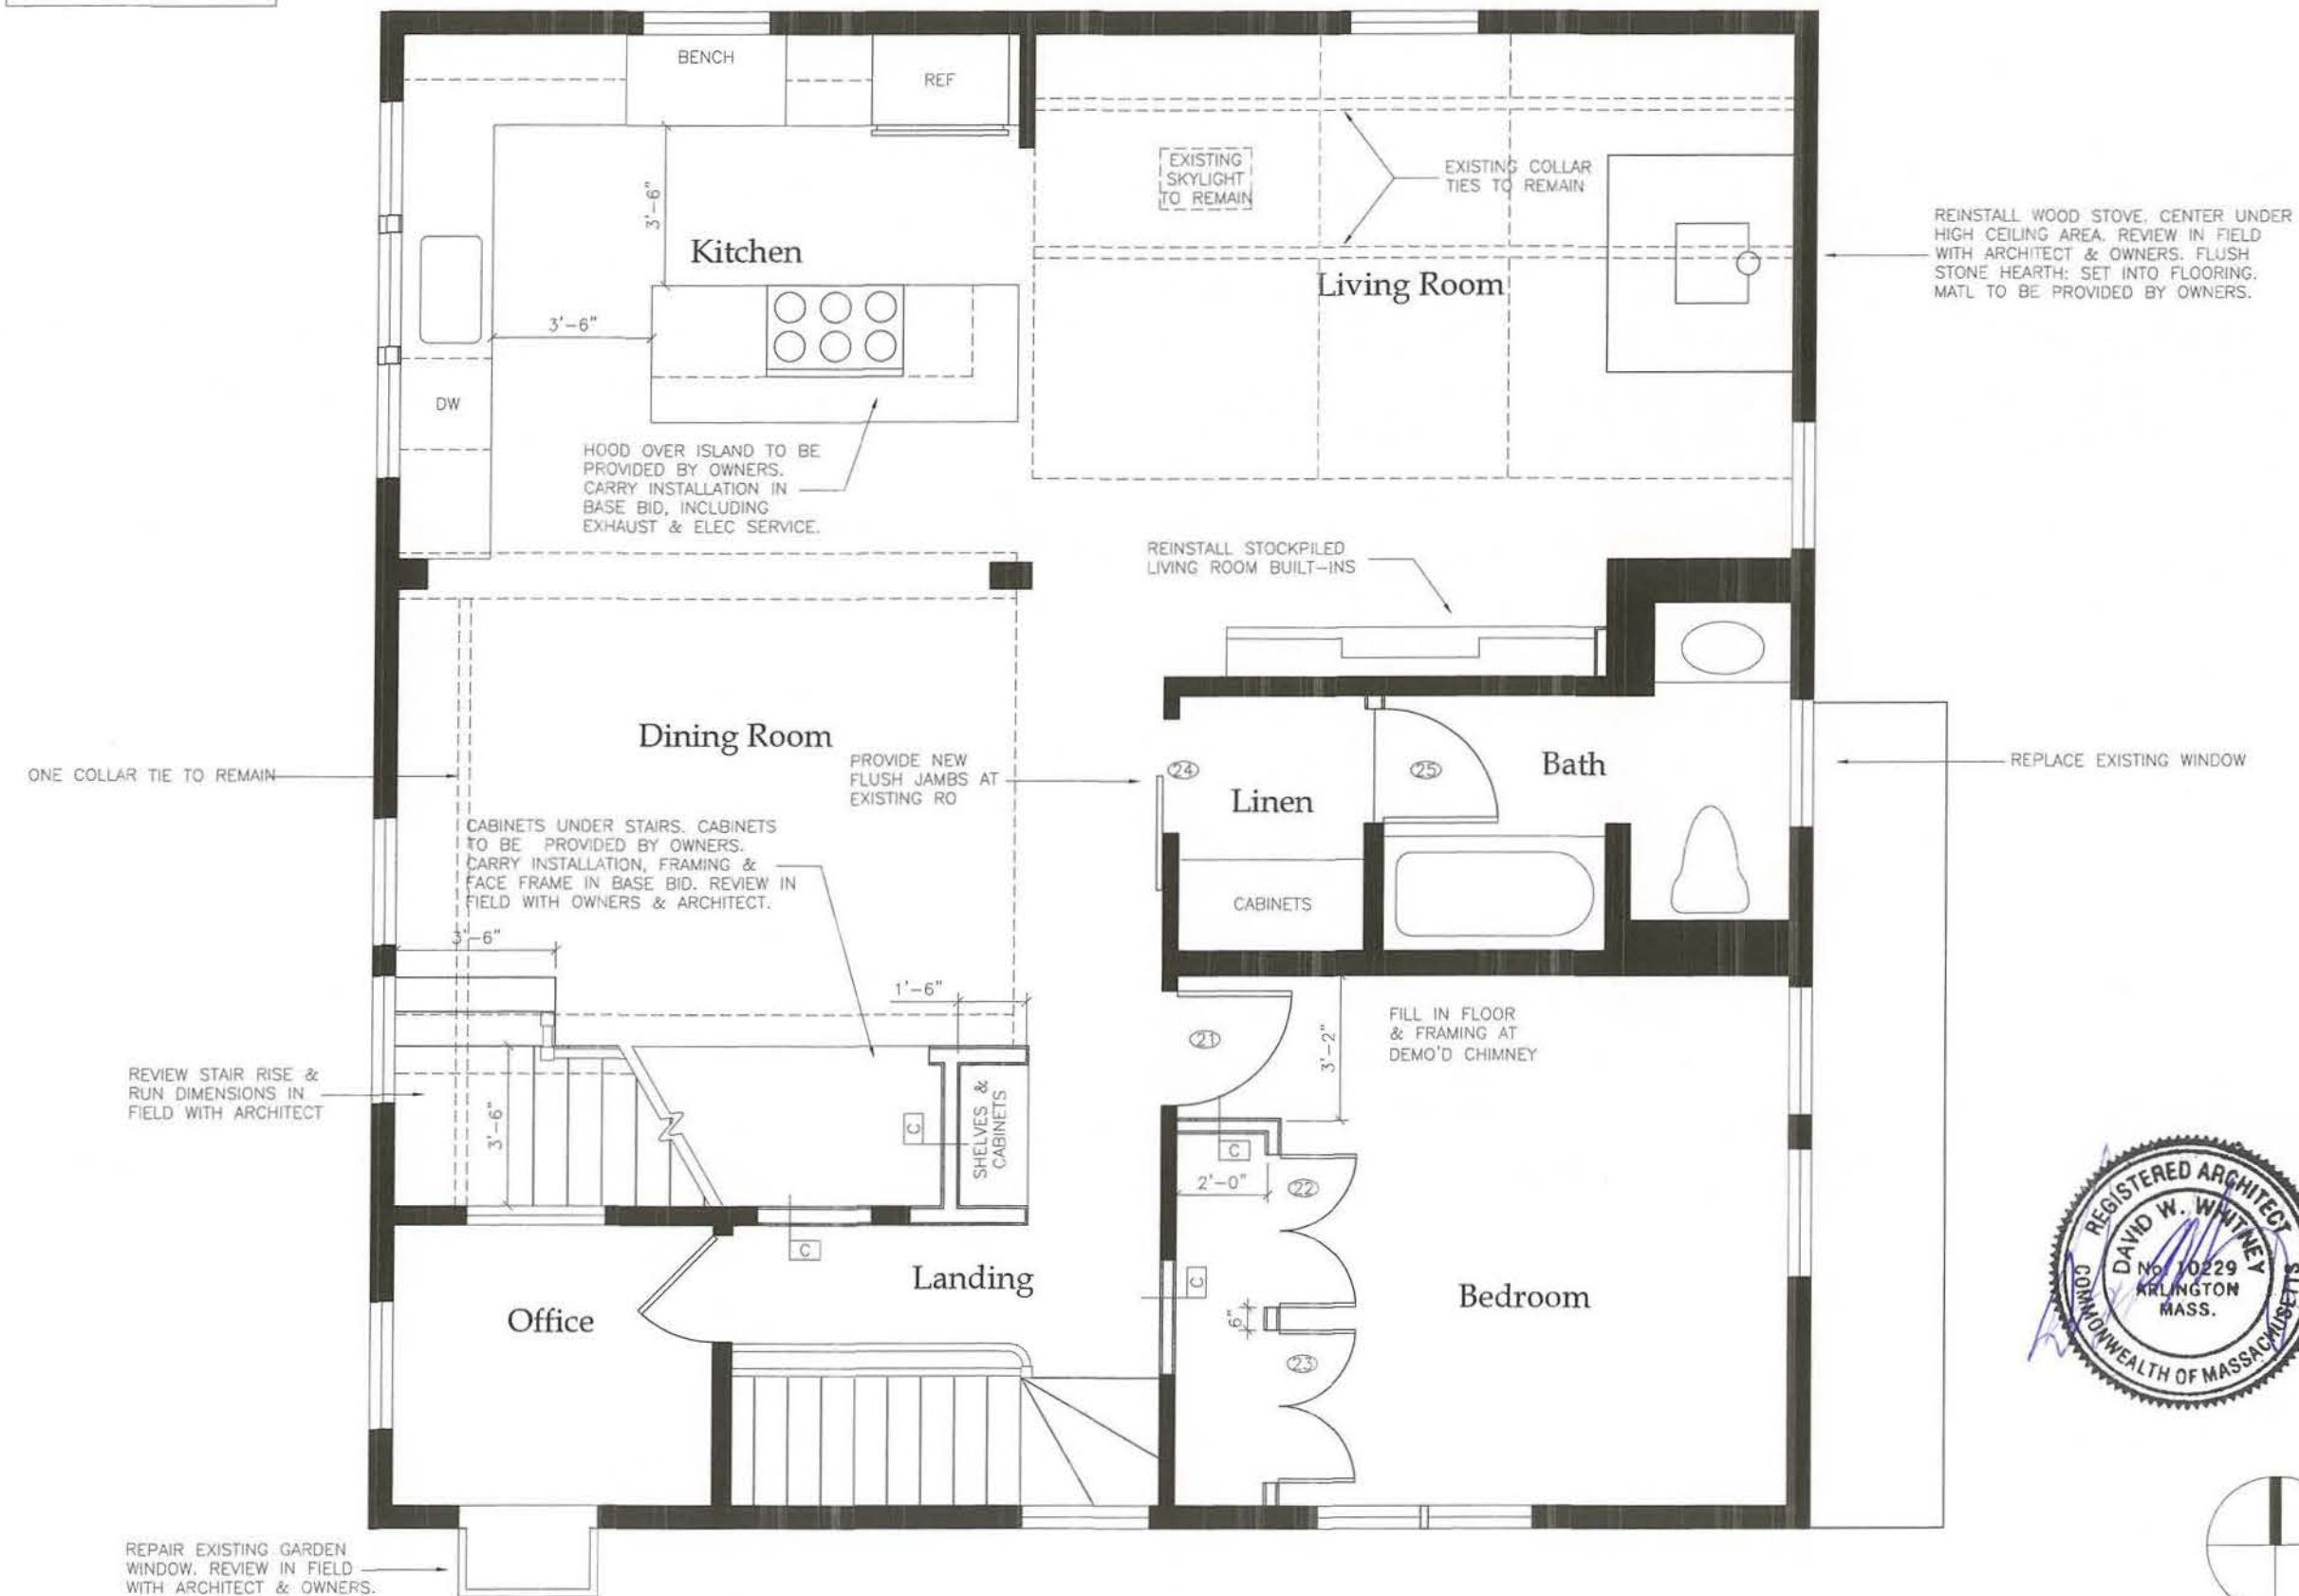 BENCH
REF
3'-6"
Kitchen
3'-6"
DW
HOOD OVER ISLAND TO BE
PROVIDED BY OWNERS.
CARRY INSTALLATION IN
BASE BID, INCLUDING
EXHAUST & ELEC SERVICE.
EXISTING
SKYLIGHT
TO REMAIN
EXISTING COLLAR
TIES TO REMAIN
Living Room
REINSTALL WOOD STOVE. CENTER UNDER
HIGH CEILING AREA. REVIEW IN FIELD
WITH ARCHITECT & OWNERS. FLUSH
STONE HEARTH: SET INTO FLOORING.
MATL TO BE PROVIDED BY OWNERS.
REINSTALL STOCKPILED
LIVING ROOM BUILT-INS
Dining Room
ONE COLLAR TIE TO REMAIN
PROVIDE NEW
FLUSH JAMBS AT
EXISTING RO
24
Linen
25
Bath
REPLACE EXISTING WINDOW
CABINETS UNDER STAIRS. CABINETS
TO BE PROVIDED BY OWNERS.
CARRY INSTALLATION, FRAMING &
FACE FRAME IN BASE BID. REVIEW IN
FIELD WITH OWNERS & ARCHITECT.
CABINETS
3'-6"
1'-6"
21
3'-2"
FILL IN FLOOR
& FRAMING AT
DEMO'D CHIMNEY
REVIEW STAIR RISE &
RUN DIMENSIONS IN
FIELD WITH ARCHITECT
3'-6"
C
SHELVES &
CABINETS
C
2'-0"
22
C
C
Landing
Office
6"
23
Bedroom
REGISTERED ARCHITECT
DAVID W. WHITNEY
No. 10229
ARLINGTON
MASS.
COMMONWEALTH OF MASSACHUSETTS
REPAIR EXISTING GARDEN
WINDOW. REVIEW IN FIELD
WITH ARCHITECT & OWNERS.